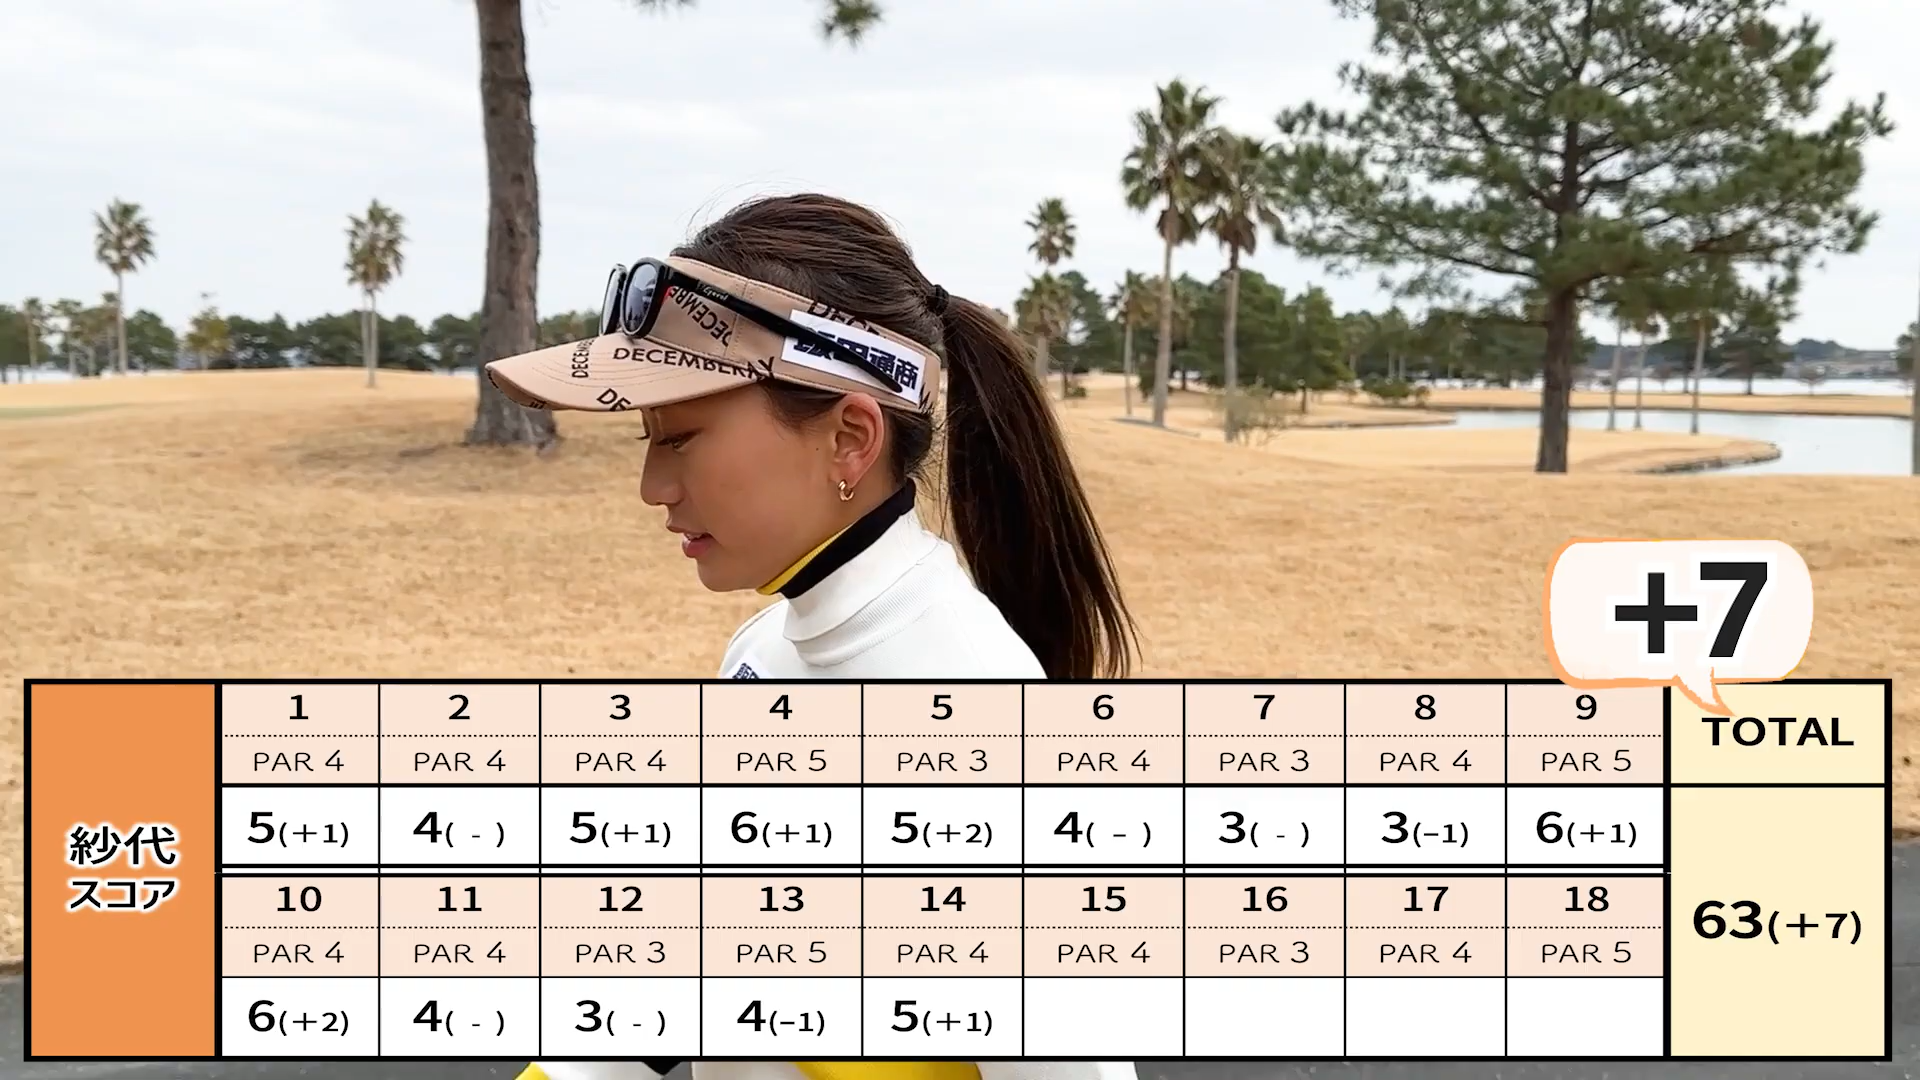 DECEMBERMAY
+7
紗代
スコア
1 2 3 4 5 6 7 8 9 TOTAL
PAR 4 PAR 4 PAR 4 PAR 5 PAR 3 PAR 4 PAR 3 PAR 4 PAR 5
5(+1) 4( - ) 5(+1) 6(+1) 5(+2) 4( - ) 3( - ) 3(-1) 6(+1)
10 11 12 13 14 15 16 17 18
PAR 4 PAR 4 PAR 3 PAR 5 PAR 4 PAR 4 PAR 3 PAR 4 PAR 5
6(+2) 4( - ) 3( - ) 4(-1) 5(+1)
63(+7)